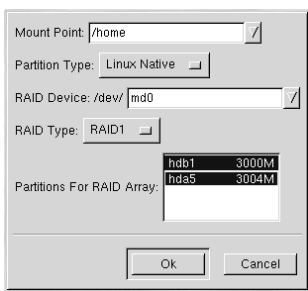 Mount Point: /home
Partition Type: Linux Native
RAID Device: /dev/ md0
RAID Type: RAID1
Partitions For RAID Array:
hdb1 3000M
hda5 3004M
Ok Cancel